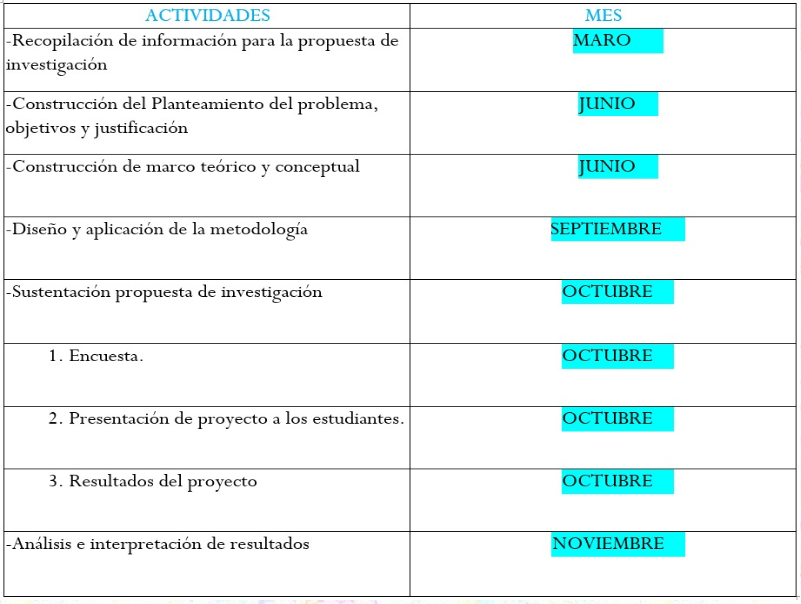 ACTIVIDADES MES
-Recopilación de información para la propuesta de MARO
investigación
-Construcción del Planteamiento del problema, JUNIO
objetivos y justificación
-Construcción de marco teórico y conceptual JUNIO
-Diseño y aplicación de la metodología SEPTIEMBRE
-Sustentación propuesta de investigación OCTUBRE
1. Encuesta. OCTUBRE
2. Presentación de proyecto a los estudiantes. OCTUBRE
3. Resultados del proyecto OCTUBRE
-Análisis e interpretación de resultados NOVIEMBRE